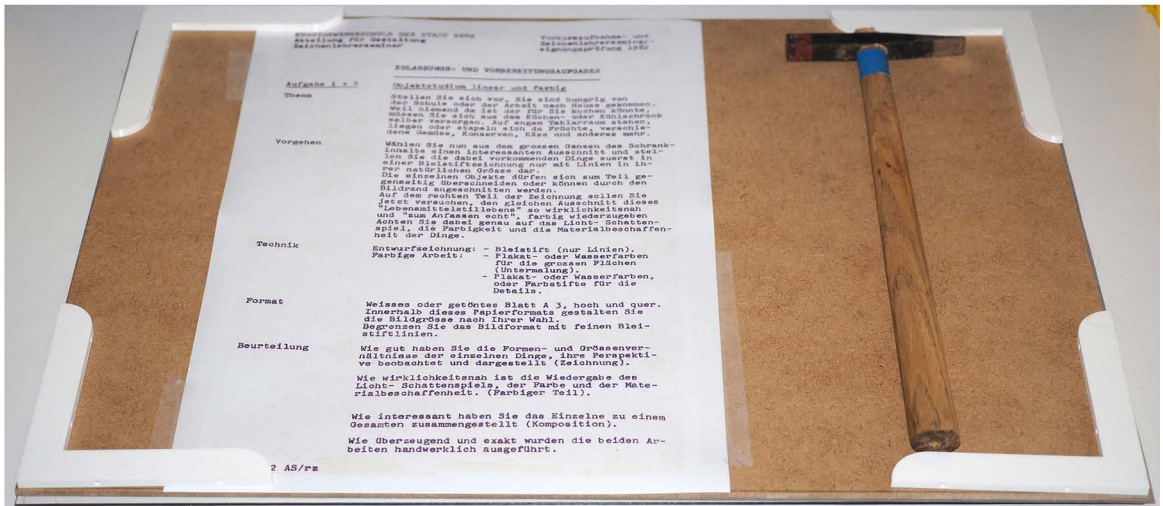 KUNSTGEWERBESCHULE DER STADT BERN
Abteilung für Gestaltung
Zeichenlehrerseminar
Vorkursaufnahme- und
Zeichenlehrerseminar-
eignungsprüfung 1982
ZULASSUNGS- UND VORBEREITUNGSAUFGABEN
Aufgabe 1 + 2
Objektstudium linear und farbig
Thema
Stellen Sie sich vor, Sie sind hungrig von
der Schule oder der Arbeit nach Hause gekommen.
Weil niemand da ist der für Sie kochen könnte,
müssen Sie sich aus dem Küchen- oder Kühlschrank
selber versorgen. Auf engem Tablarraum stehen,
liegen oder stapeln sich da Früchte, verschie-
dene Gemüse, Konserven, Käse und anderes mehr.
Vorgehen
Wählen Sie nun aus dem grossen Ganzen des Schrank-
inhalts einen interessanten Ausschnitt und stel-
len Sie die dabei vorkommenden Dinge zuerst in
einer Bleistiftzeichnung nur mit Linien in ih-
rer natürlichen Grösse dar.
Die einzelnen Objekte dürfen sich zum Teil ge-
genseitig überschneiden oder können durch den
Bildrand angeschnitten werden.
Auf dem rechten Teil der Zeichnung sollen Sie
jetzt versuchen, den gleichen Ausschnitt dieses
"Lebensmittelstillebens" so wirklichkeitsnah
und "zum Anfassen echt", farbig wiederzugeben
Achten Sie dabei genau auf das Licht- Schatten-
spiel, die Farbigkeit und die Materialbeschaffen-
heit der Dinge.
Technik
Entwurfzeichnung: - Bleistift (nur Linien).
Farbige Arbeit: - Plakat- oder Wasserfarben
für die grossen Flächen
(Untermalung).
- Plakat- oder Wasserfarben,
oder Farbstifte für die
Details.
Format
Weisses oder getöntes Blatt A 3, hoch und quer.
Innerhalb dieses Papierformats gestalten Sie
die Bildgrösse nach Ihrer Wahl.
Begrenzen Sie das Bildformat mit feinen Blei-
stiftlinien.
Beurteilung
Wie gut haben Sie die Formen- und Grössenver-
hältnisse der einzelnen Dinge, ihre Perspekti-
ve beobachtet und dargestellt (Zeichnung).
Wie wirklichkeitsnah ist die Wiedergabe des
Licht- Schattenspiels, der Farbe und der Mate-
rialbeschaffenheit. (Farbiger Teil).
Wie interessant haben Sie das Einzelne zu einem
Gesamten zusammengestellt (Komposition).
Wie überzeugend und exakt wurden die beiden Ar-
beiten handwerklich ausgeführt.
2 AS/rz